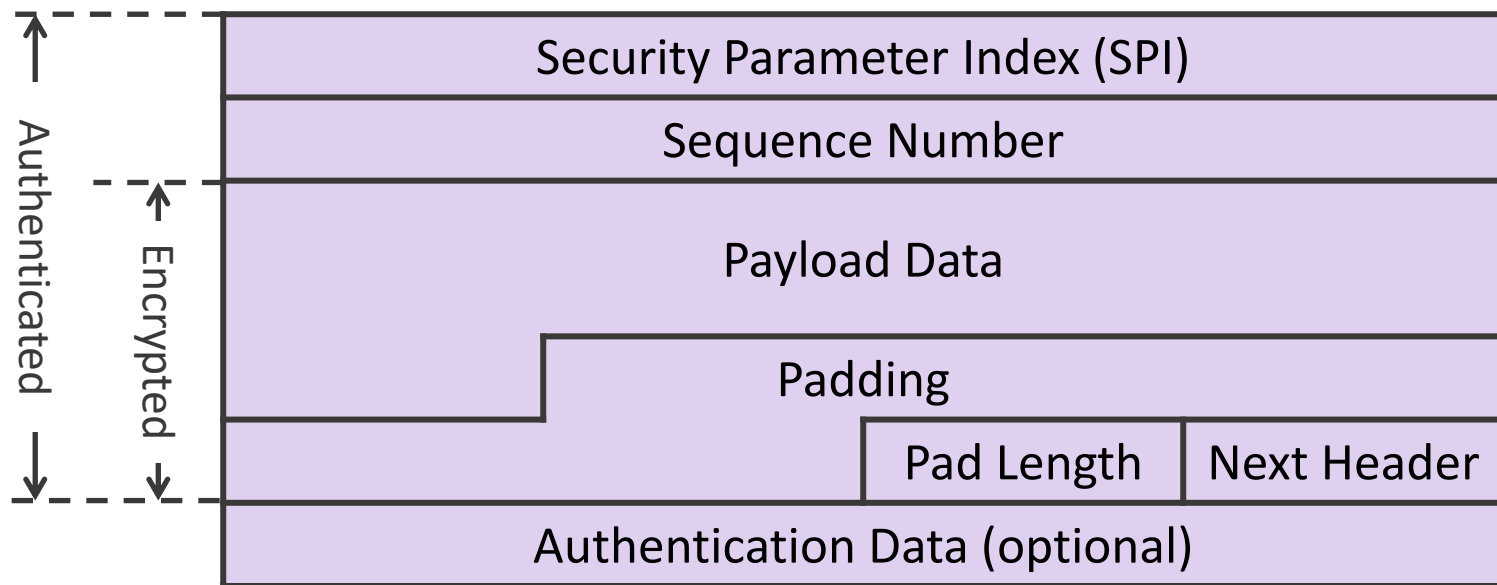 Security Parameter Index (SPI)
Sequence Number
Authenticated
Encrypted
Payload Data
Padding
Pad Length
Next Header
Authentication Data (optional)